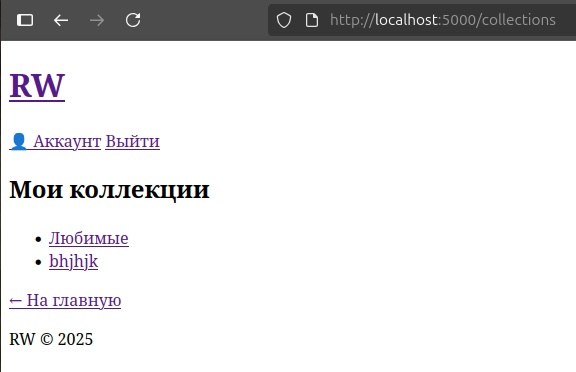 http://localhost:5000/collections
RW
👤 Аккаунт Выйти
Мои коллекции
• Любимые
• bhjhjk
← На главную
RW © 2025